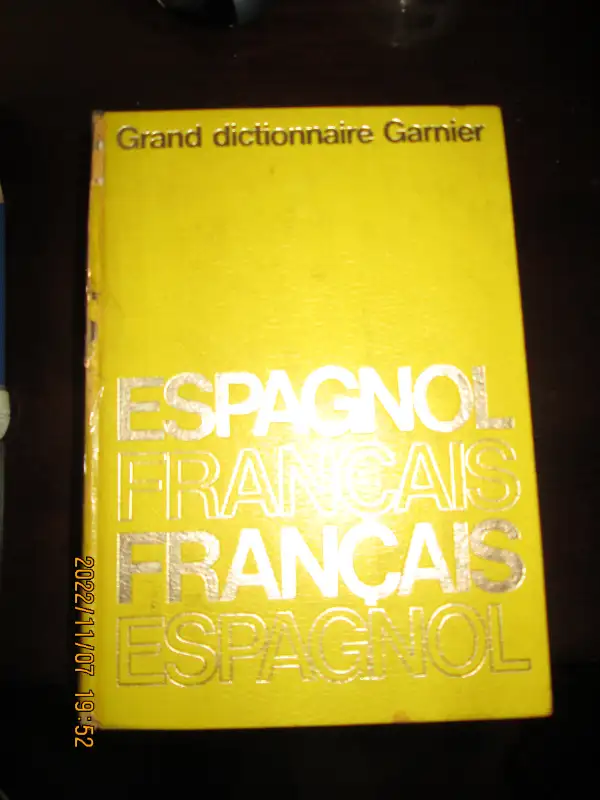 Grand dictionnaire Garnier
ESPAGNOL
FRANÇAIS
FRANÇAIS
ESPAGNOL
2022/11/07 19:52